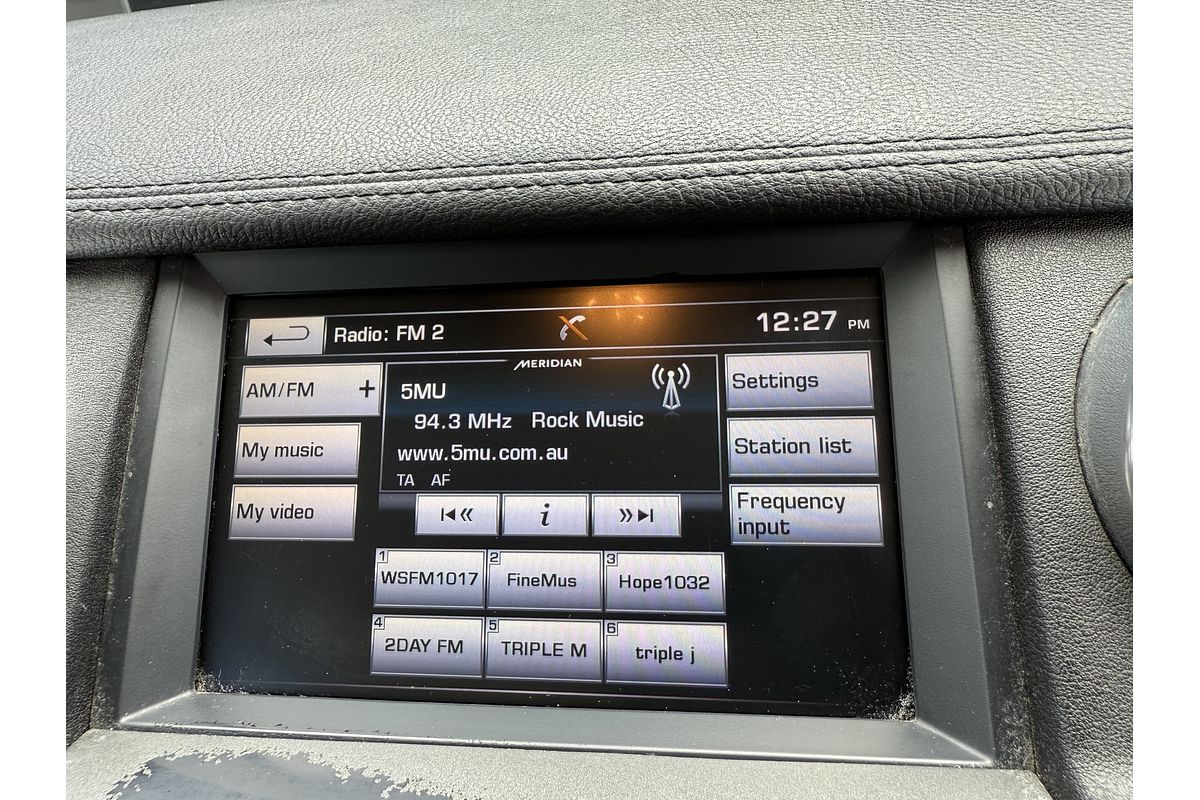 Radio: FM 2
12:27 PM
AM/FM +
My music
My video
MERIDIAN
5MU
94.3 MHz Rock Music
www.5mu.com.au
TA AF
i
Settings
Station list
Frequency
input
1 WSFM1017
2 FineMus
3 Hope1032
4 2DAY FM
5 TRIPLE M
6 triple j